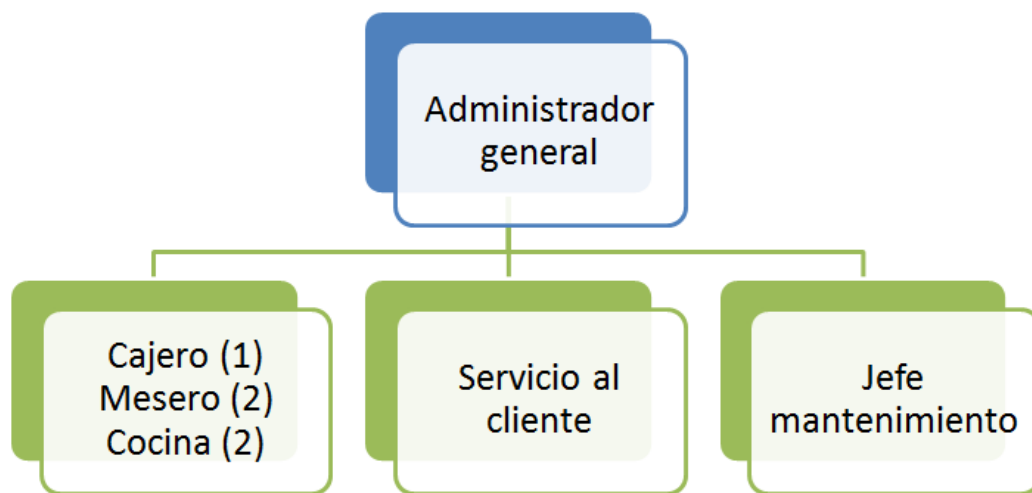 Administrador
general
Cajero (1)
Mesero (2)
Cocina (2)
Servicio al
cliente
Jefe
mantenimiento